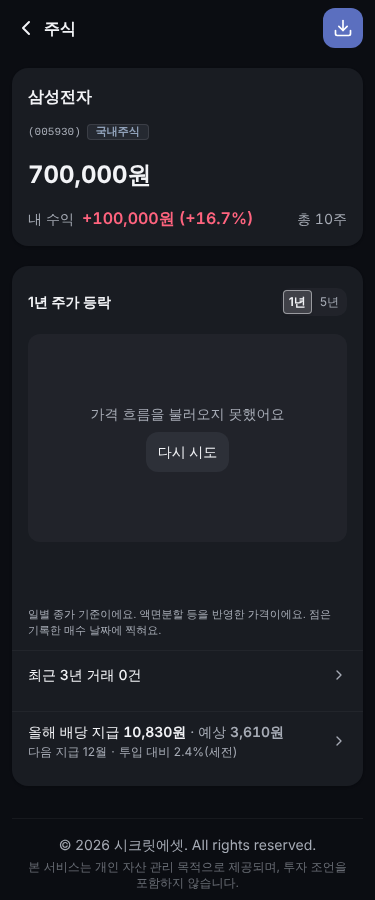 주식
삼성전자
(005930) 국내주식
700,000원
내 수익 +100,000원 (+16.7%) 총 10주
1년 주가 등락 1년 5년
가격 흐름을 불러오지 못했어요
다시 시도
일별 종가 기준이에요. 액면분할 등을 반영한 가격이에요. 점은
기록한 매수 날짜에 찍혀요.
최근 3년 거래 0건
올해 배당 지급 10,830원 · 예상 3,610원
다음 지급 12월 · 투입 대비 2.4%(세전)
© 2026 시크릿에셋. All rights reserved.
본 서비스는 개인 자산 관리 목적으로 제공되며, 투자 조언을
포함하지 않습니다.